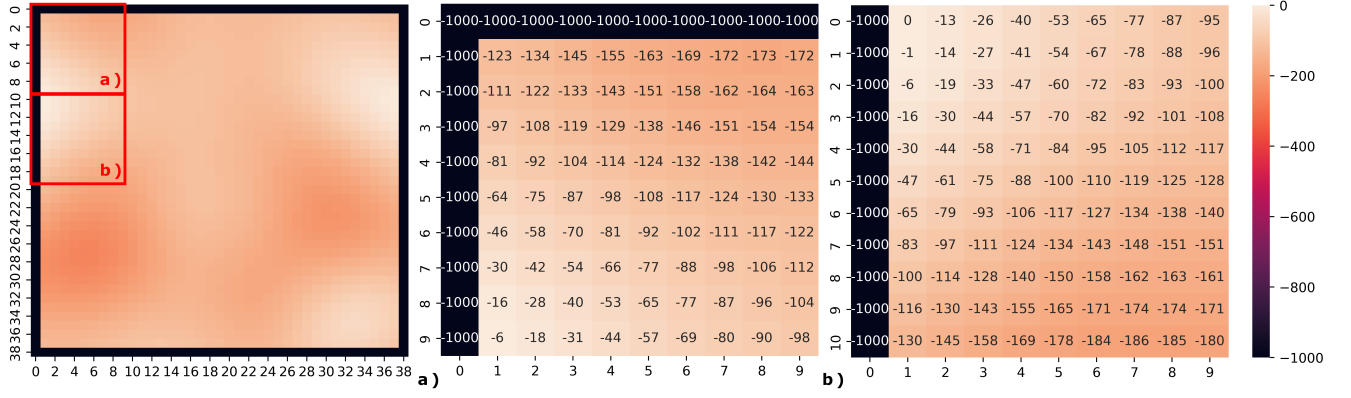 0 2 4 6 8 10 12 14 16 18 20 22 24 26 28 30 32 34 36 38
a)
b)
0 2 4 6 8 10 12 14 16 18 20 22 24 26 28 30 32 34 36 38
0 -1000 -1000 -1000 -1000 -1000 -1000 -1000 -1000 -1000 -1000
1 -1000 -123 -134 -145 -155 -163 -169 -172 -173 -172
2 -1000 -111 -122 -133 -143 -151 -158 -162 -164 -163
3 -1000 -97 -108 -119 -129 -138 -146 -151 -154 -154
4 -1000 -81 -92 -104 -114 -124 -132 -138 -142 -144
5 -1000 -64 -75 -87 -98 -108 -117 -124 -130 -133
6 -1000 -46 -58 -70 -81 -92 -102 -111 -117 -122
7 -1000 -30 -42 -54 -66 -77 -88 -98 -106 -112
8 -1000 -16 -28 -40 -53 -65 -77 -87 -96 -104
9 -1000 -6 -18 -31 -44 -57 -69 -80 -90 -98
0 1 2 3 4 5 6 7 8 9
a)
0 -1000 0 -13 -26 -40 -53 -65 -77 -87 -95
1 -1000 -1 -14 -27 -41 -54 -67 -78 -88 -96
2 -1000 -6 -19 -33 -47 -60 -72 -83 -93 -100
3 -1000 -16 -30 -44 -57 -70 -82 -92 -101 -108
4 -1000 -30 -44 -58 -71 -84 -95 -105 -112 -117
5 -1000 -47 -61 -75 -88 -100 -110 -119 -125 -128
6 -1000 -65 -79 -93 -106 -117 -127 -134 -138 -140
7 -1000 -83 -97 -111 -124 -134 -143 -148 -151 -151
8 -1000 -100 -114 -128 -140 -150 -158 -162 -163 -161
9 -1000 -116 -130 -143 -155 -165 -171 -174 -174 -171
10 -1000 -130 -145 -158 -169 -178 -184 -186 -185 -180
0 1 2 3 4 5 6 7 8 9
b)
0
−200
−400
−600
−800
−1000